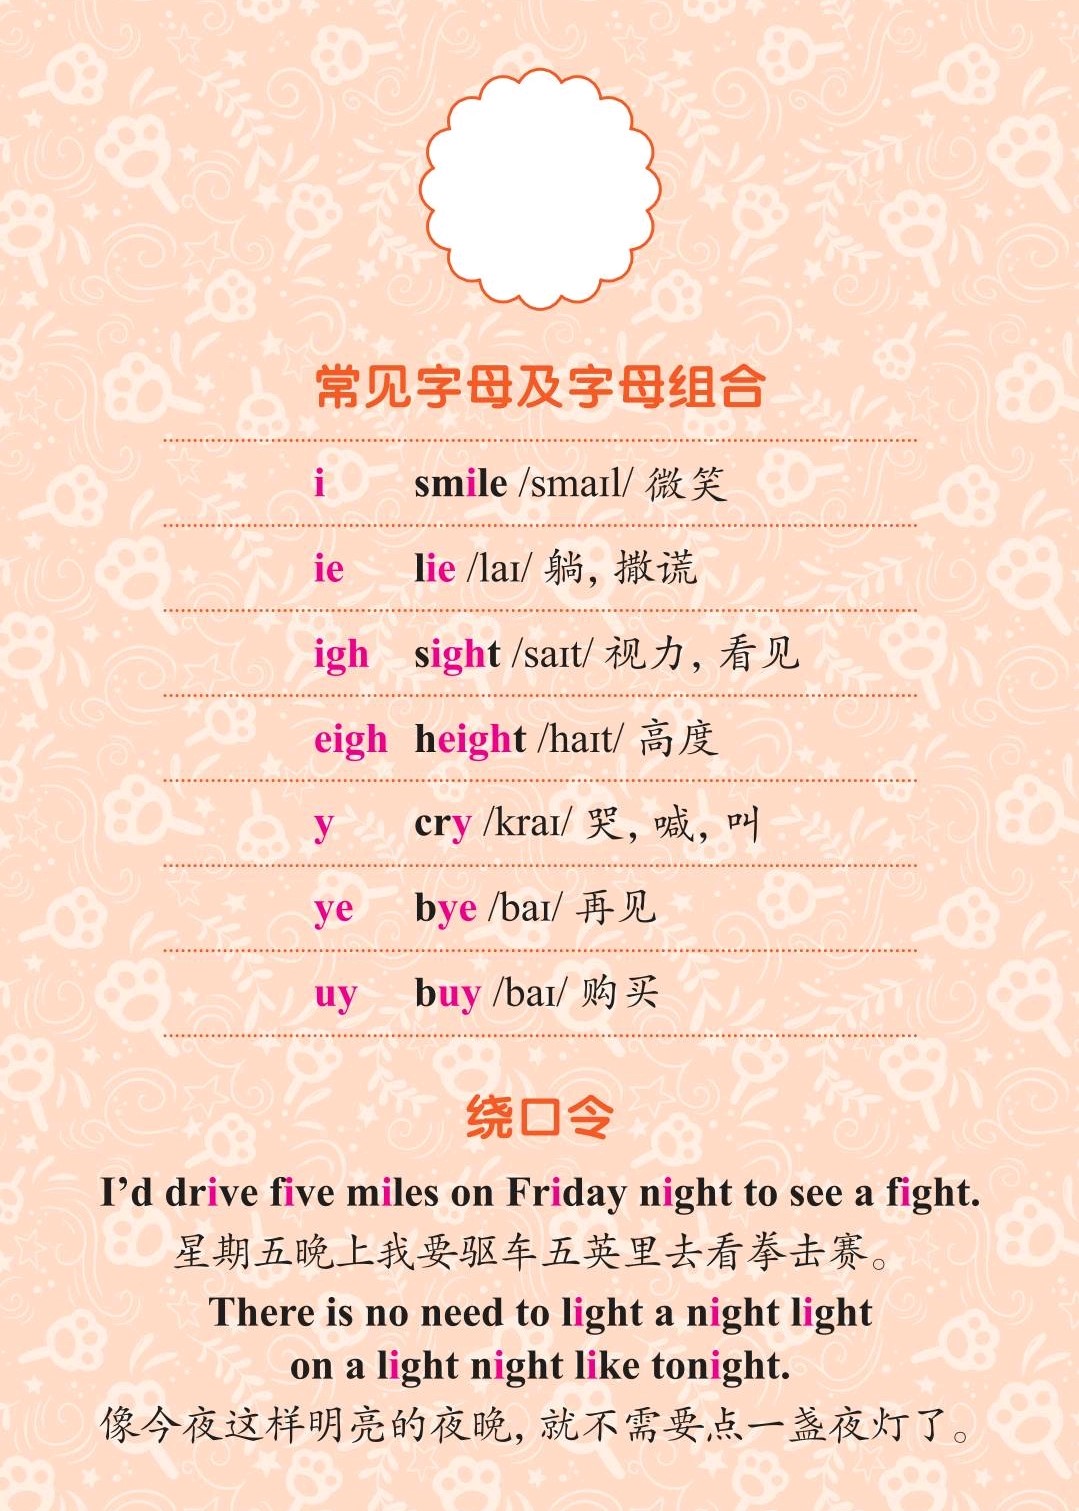 常见字母及字母组合
i smile /smaɪl/ 微笑
ie lie /laɪ/ 躺，撒谎
igh sight /saɪt/ 视力，看见
eigh height /haɪt/ 高度
y cry /kraɪ/ 哭，喊，叫
ye bye /baɪ/ 再见
uy buy /baɪ/ 购买
绕口令
I’d drive five miles on Friday night to see a fight.
星期五晚上我要驱车五英里去看拳击赛。
There is no need to light a night light
on a light night like tonight.
像今夜这样明亮的夜晚，就不需要点一盏夜灯了。